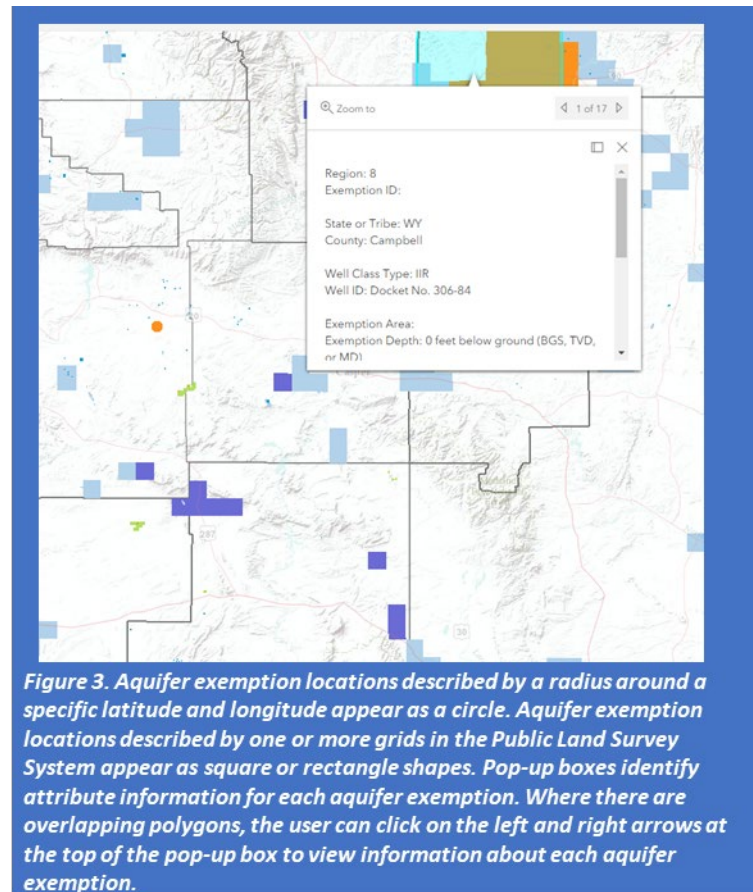 Zoom to
1 of 17
Region: 8
Exemption ID:
State or Tribe: WY
County: Campbell
Well Class Type: IIR
Well ID: Docket No. 306-84
Exemption Area:
Exemption Depth: 0 feet below ground (BGS, TVD,
or MD)
20
287
30
Figure 3. Aquifer exemption locations described by a radius around a
specific latitude and longitude appear as a circle. Aquifer exemption
locations described by one or more grids in the Public Land Survey
System appear as square or rectangle shapes. Pop-up boxes identify
attribute information for each aquifer exemption. Where there are
overlapping polygons, the user can click on the left and right arrows at
the top of the pop-up box to view information about each aquifer
exemption.